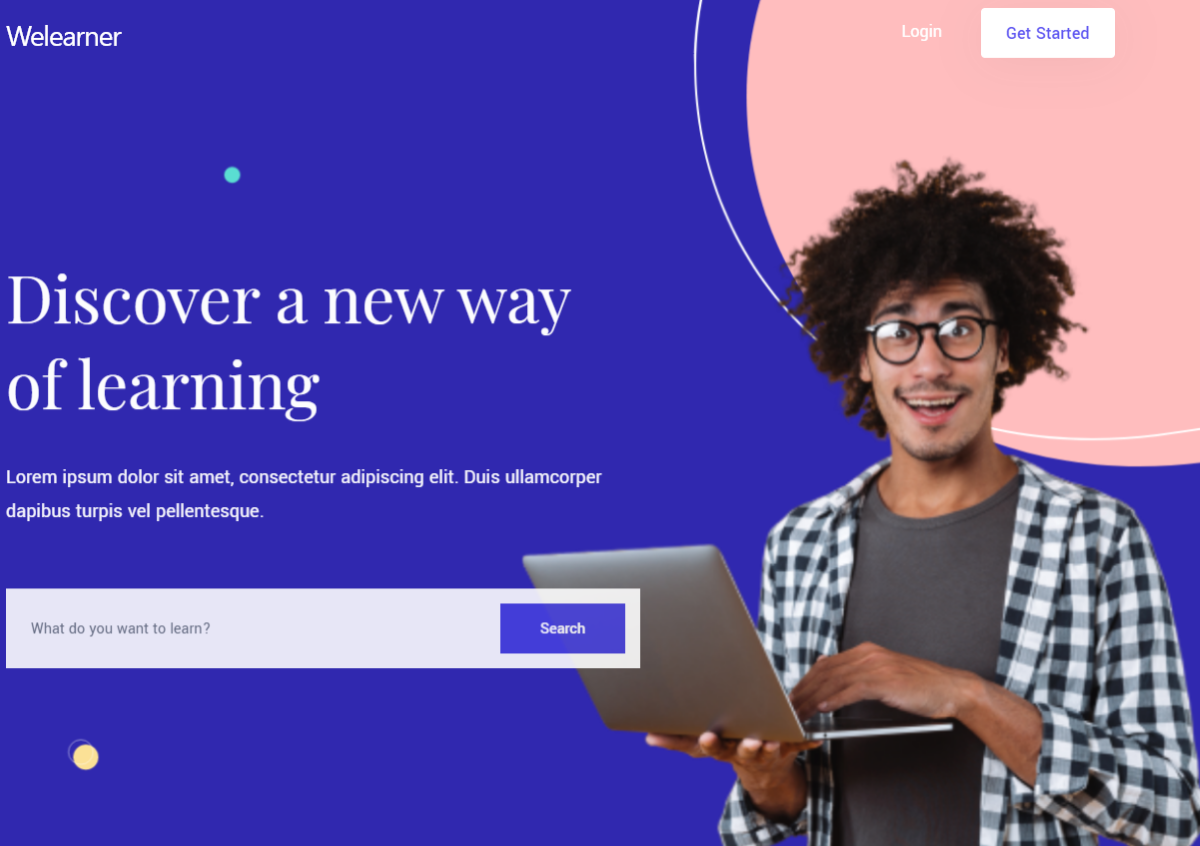 Welearner
Login
Get Started
Discover a new way
of learning
Lorem ipsum dolor sit amet, consectetur adipiscing elit. Duis ullamcorper
dapibus turpis vel pellentesque.
What do you want to learn?
Search